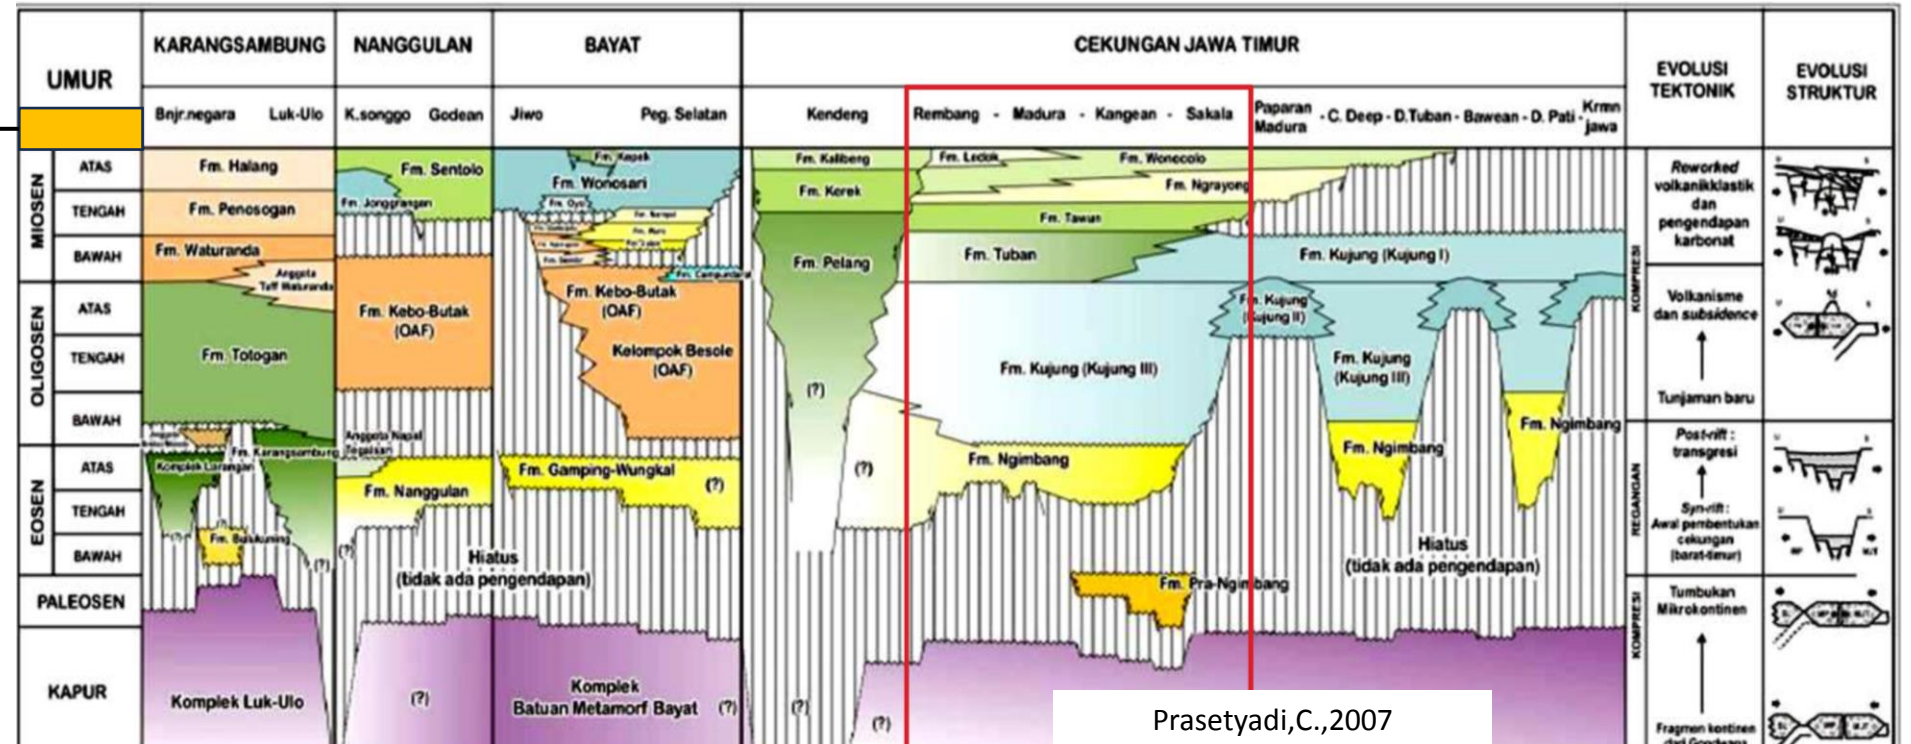 UMUR
KARANGSAMBUNG
NANGGULAN
BAYAT
CEKUNGAN JAWA TIMUR
EVOLUSI
TEKTONIK
EVOLUSI
STRUKTUR
Bnjr.negara Luk-Ulo
K.songgo Godean
Jiwo Peg. Selatan
Kendeng
Rembang - Madura - Kangean - Sakala
Paparan
Madura
- C. Deep - D.Tuban - Bawean - D. Pati -
Krmn
jawa
MIOSEN
ATAS
TENGAH
BAWAH
OLIGOSEN
ATAS
TENGAH
BAWAH
EOSEN
ATAS
TENGAH
BAWAH
PALEOSEN
KAPUR
Fm. Halang
Fm. Penosogan
Fm. Waturanda
Anggota
Tuff Waturanda
Fm. Totogan
Fm. Karangsambung
Komplek Larangan
(?)
(?)
Komplek Luk-Ulo
Fm. Sentolo
Fm. Jonggrangan
Fm. Kebo-Butak
(OAF)
Anggota Napal
Fm. Nanggulan
(?)
(?)
Fm. Kepek
Fm. Wonosari
Fm. Oyo
Fm. Kebo-Butak
(OAF)
Kelompok Besole
(OAF)
Fm. Gamping-Wungkal
(?)
Hiatus
(tidak ada pengendapan)
Komplek
Batuan Metamorf Bayat
(?)
Fm. Kalibeng
Fm. Kerek
Fm. Pelang
(?)
(?)
(?)
(?)
Fm. Ledok
Fm. Wonocolo
Fm. Ngrayong
Fm. Tawun
Fm. Tuban
Fm. Kujung (Kujung I)
Fm. Kujung
(Kujung II)
Fm. Kujung (Kujung III)
Fm. Kujung
(Kujung III)
Fm. Ngimbang
Fm. Ngimbang
Fm. Ngimbang
Fm. Pra-Ngimbang
Hiatus
(tidak ada pengendapan)
KOMPRESI
REGANGAN
KOMPRESI
Reworked
volkanikklastik
dan
pengendapan
karbonat
Volkanisme
dan subsidence
Tunjaman baru
Post-rift :
transgresi
Syn-rift :
Awal pembentukan
cekungan
(barat-timur)
Tumbukan
Mikrokontinen
Fragmen kontinen
Prasetyadi,C.,2007